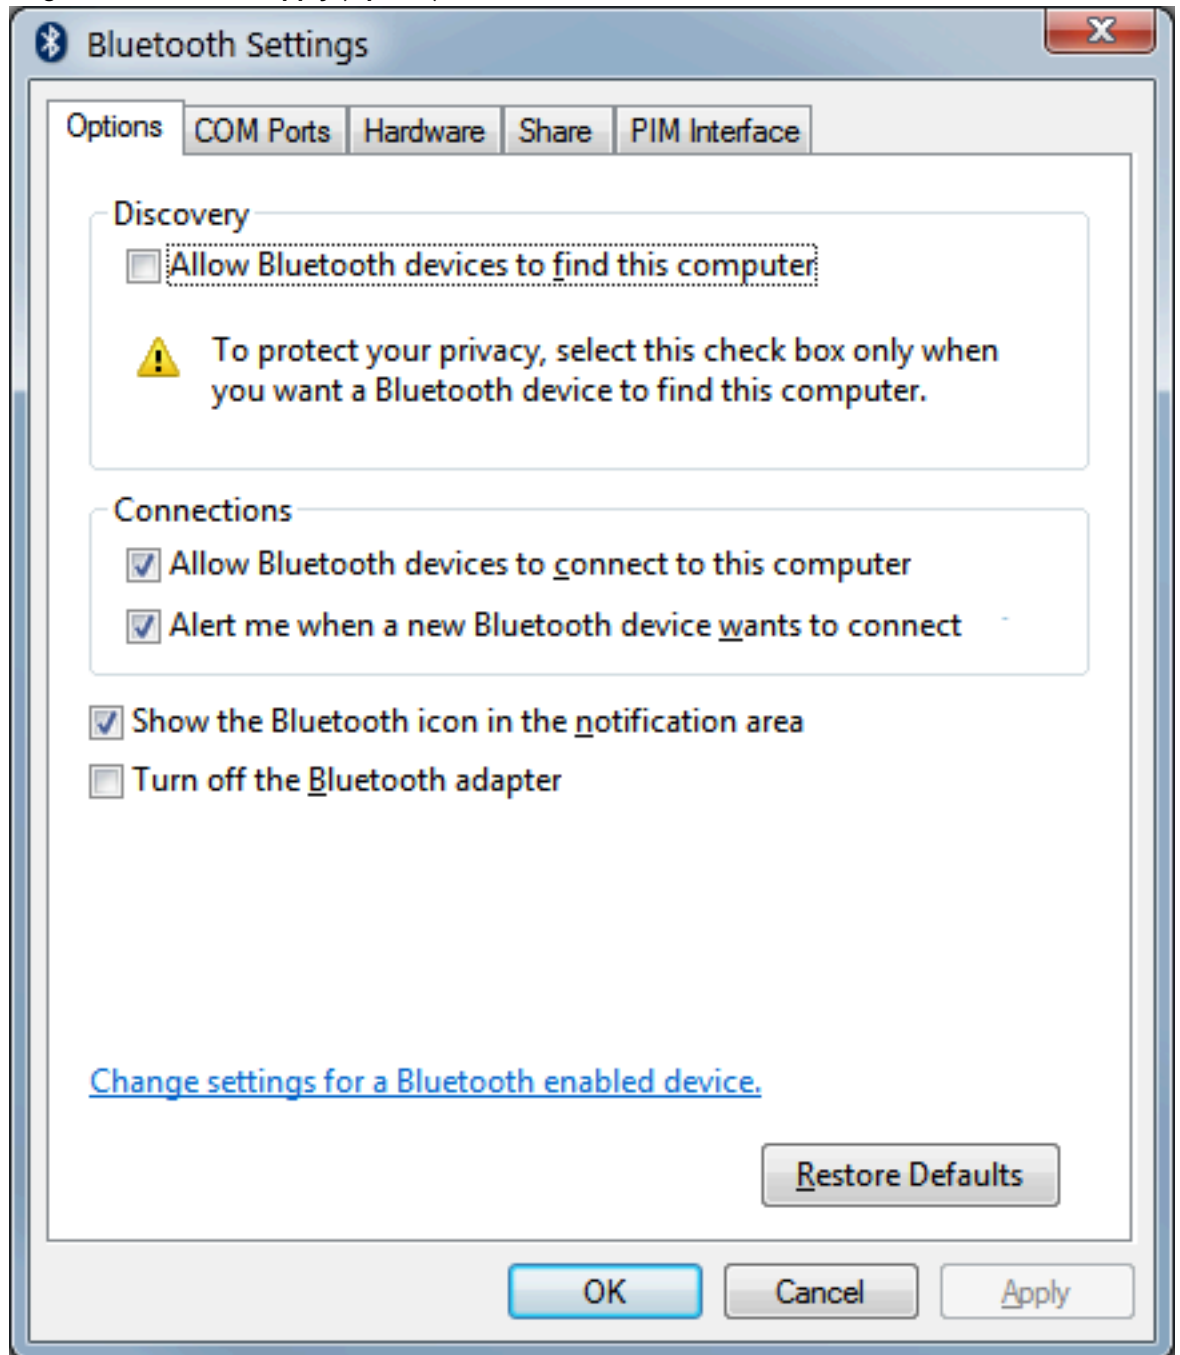 Bluetooth Settings
Options COM Ports Hardware Share PIM Interface
Discovery
Allow Bluetooth devices to find this computer
To protect your privacy, select this check box only when
you want a Bluetooth device to find this computer.
Connections
Allow Bluetooth devices to connect to this computer
Alert me when a new Bluetooth device wants to connect
Show the Bluetooth icon in the notification area
Turn off the Bluetooth adapter
Change settings for a Bluetooth enabled device.
Restore Defaults
OK Cancel Apply